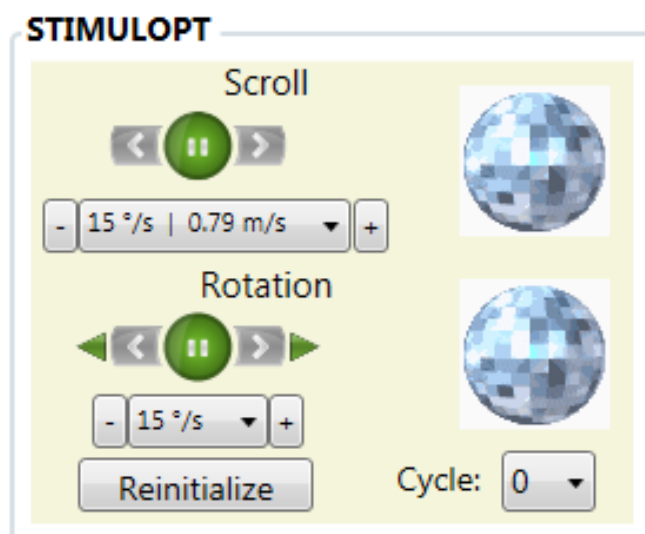 STIMULOPT
Scroll
- 15 °/s | 0.79 m/s +
Rotation
- 15 °/s +
Reinitialize
Cycle: 0